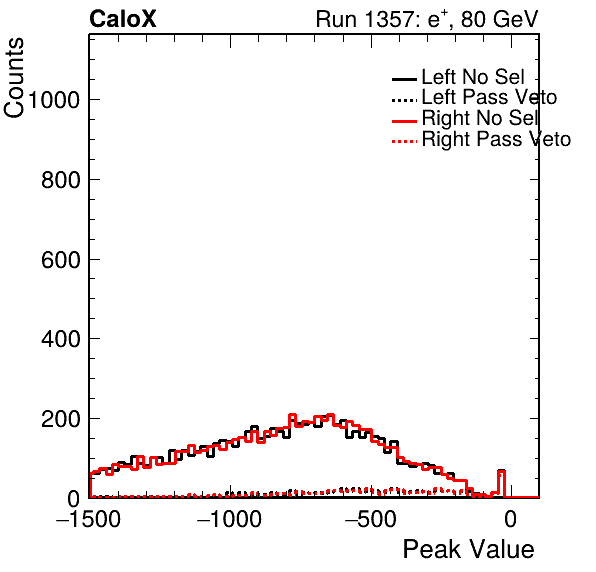 CaloX Run 1357: e+, 80 GeV
Counts
Left No Sel
Left Pass Veto
Right No Sel
Right Pass Veto
1000
800
600
400
200
0
−1500 −1000 −500 0
Peak Value